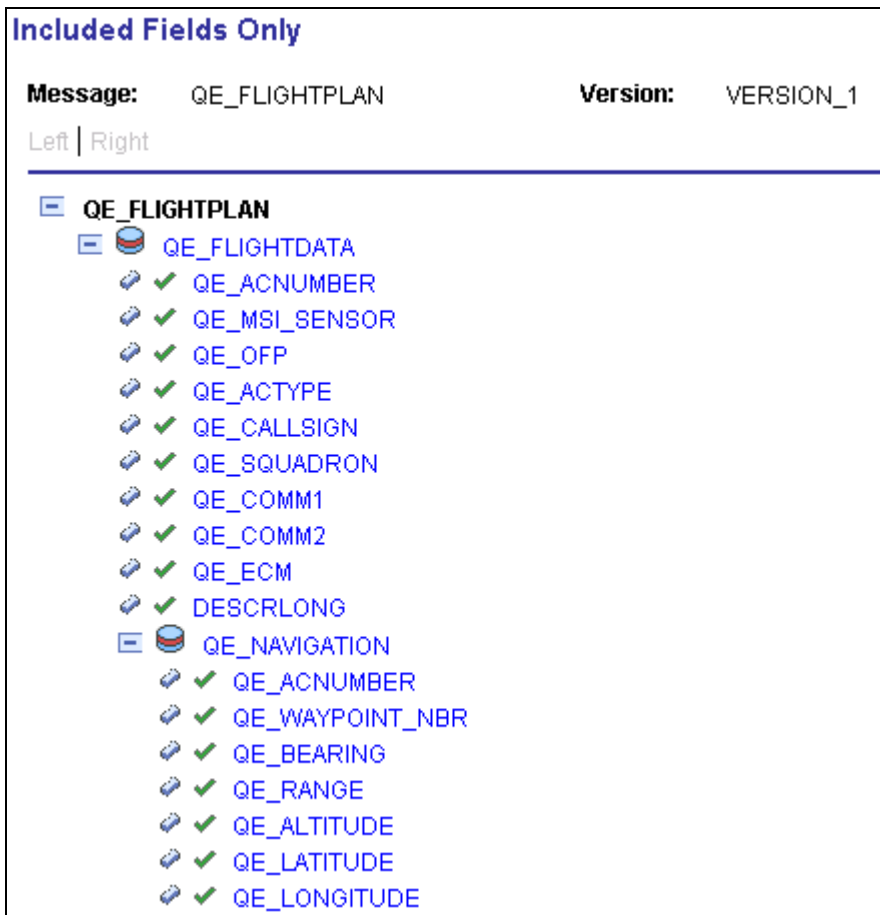 Included Fields Only
Message: QE_FLIGHTPLAN Version: VERSION_1
Left | Right
QE_FLIGHTPLAN
QE_FLIGHTDATA
QE_ACNUMBER
QE_MSI_SENSOR
QE_OFP
QE_ACTYPE
QE_CALLSIGN
QE_SQUADRON
QE_COMM1
QE_COMM2
QE_ECM
DESCRLONG
QE_NAVIGATION
QE_ACNUMBER
QE_WAYPOINT_NBR
QE_BEARING
QE_RANGE
QE_ALTITUDE
QE_LATITUDE
QE_LONGITUDE